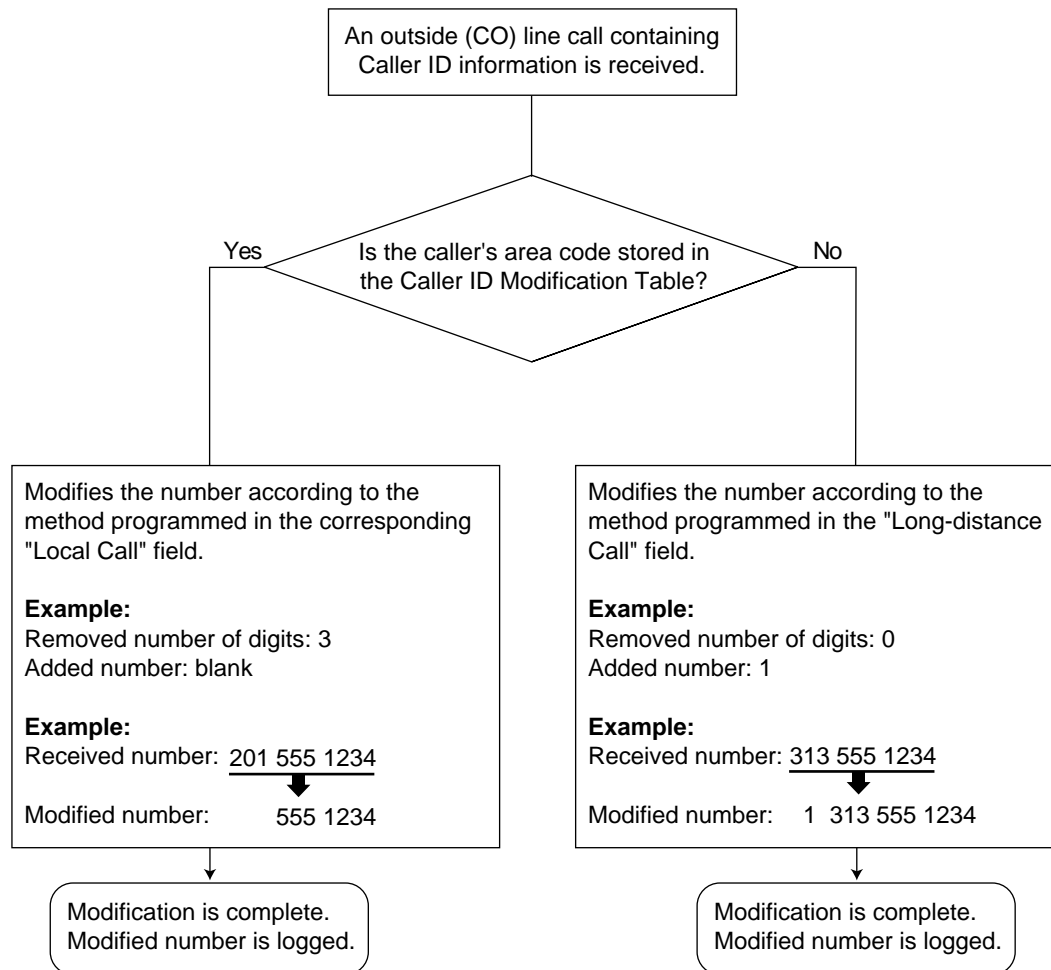 An outside (CO) line call containing
Caller ID information is received.
Yes
Is the caller's area code stored in
the Caller ID Modification Table?
No
Modifies the number according to the
method programmed in the corresponding
"Local Call" field.
Example:
Removed number of digits: 3
Added number: blank
Example:
Received number: 201 555 1234
Modified number: 555 1234
Modification is complete.
Modified number is logged.
Modifies the number according to the
method programmed in the "Long-distance
Call" field.
Example:
Removed number of digits: 0
Added number: 1
Example:
Received number: 313 555 1234
Modified number: 1 313 555 1234
Modification is complete.
Modified number is logged.